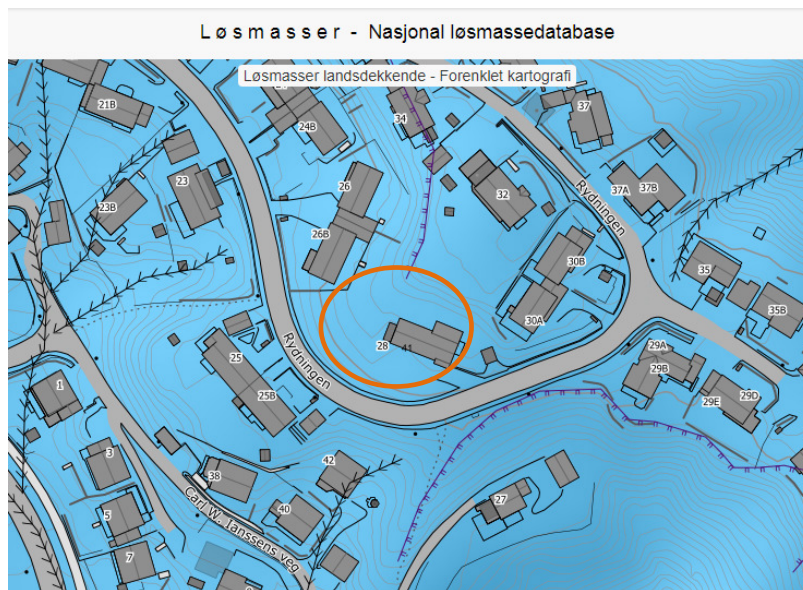 Løsmasser - Nasjonal løsmassedatabase
Løsmasser landsdekkende - Forenklet kartografi
21B
24B
34
37
23
26
32
37A
37B
23B
Rydningen
26B
30B
35
30A
35B
28
41
Rydningen
25
29A
29B
1
25B
29E
29D
3
42
38
27
40
5
Carl W. Janssens veg
7